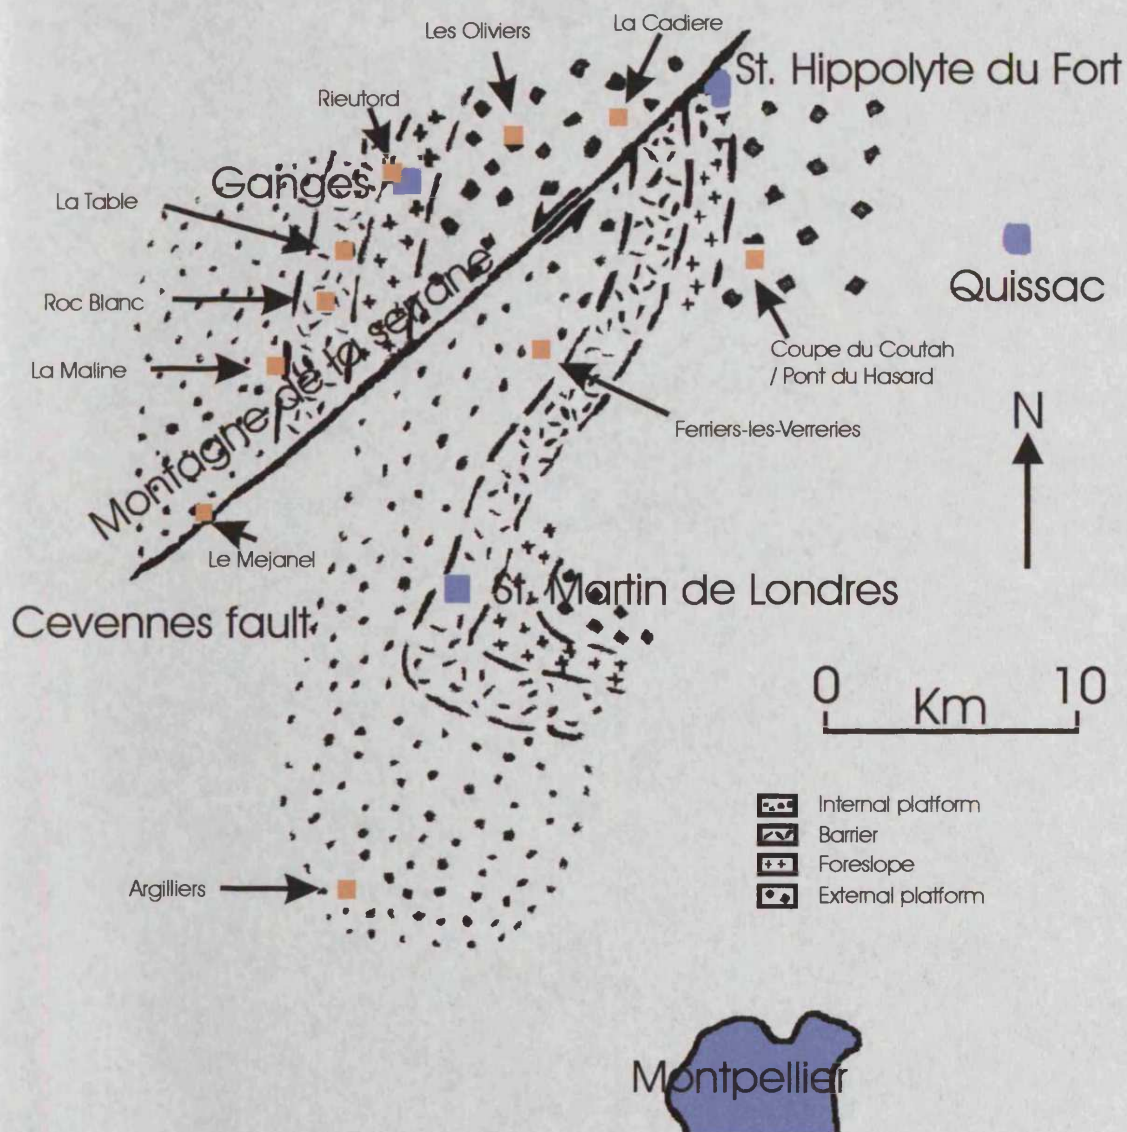 La Cadiere
Les Oliviers
St. Hippolyte du Fort
Rieutord
Ganges
La Table
Quissac
Roc Blanc
Montagne de la serrane
Coupe du Coutah
/ Pont du Hasard
La Maline
N
Ferriers-les-Verreries
Le Mejanel
St. Martin de Londres
Cevennes fault
0 Km 10
Internal platform
Barrier
Foreslope
External platform
Argilliers
Montpellier